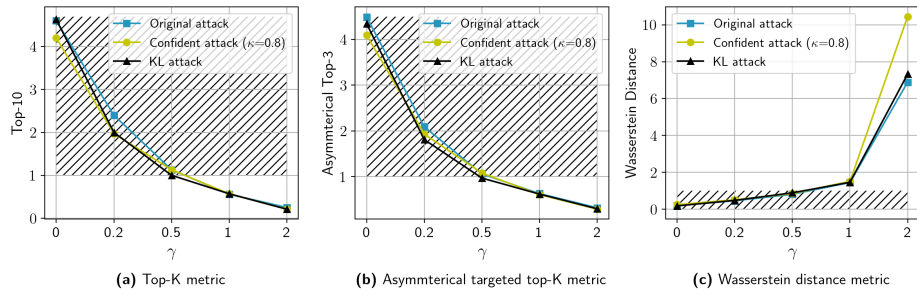 Top-10
4
3
2
1
0
0
0.2
0.5
1
2
γ
Original attack
Confident attack (κ=0.8)
KL attack
(a) Top-K metric
Asymmterical Top-3
4
3
2
1
0
0.2
0.5
1
2
γ
Original attack
Confident attack (κ=0.8)
KL attack
(b) Asymmterical targeted top-K metric
Wasserstein Distance
10
8
6
4
2
0
0
0.2
0.5
1
2
γ
Original attack
Confident attack (κ=0.8)
KL attack
(c) Wasserstein distance metric